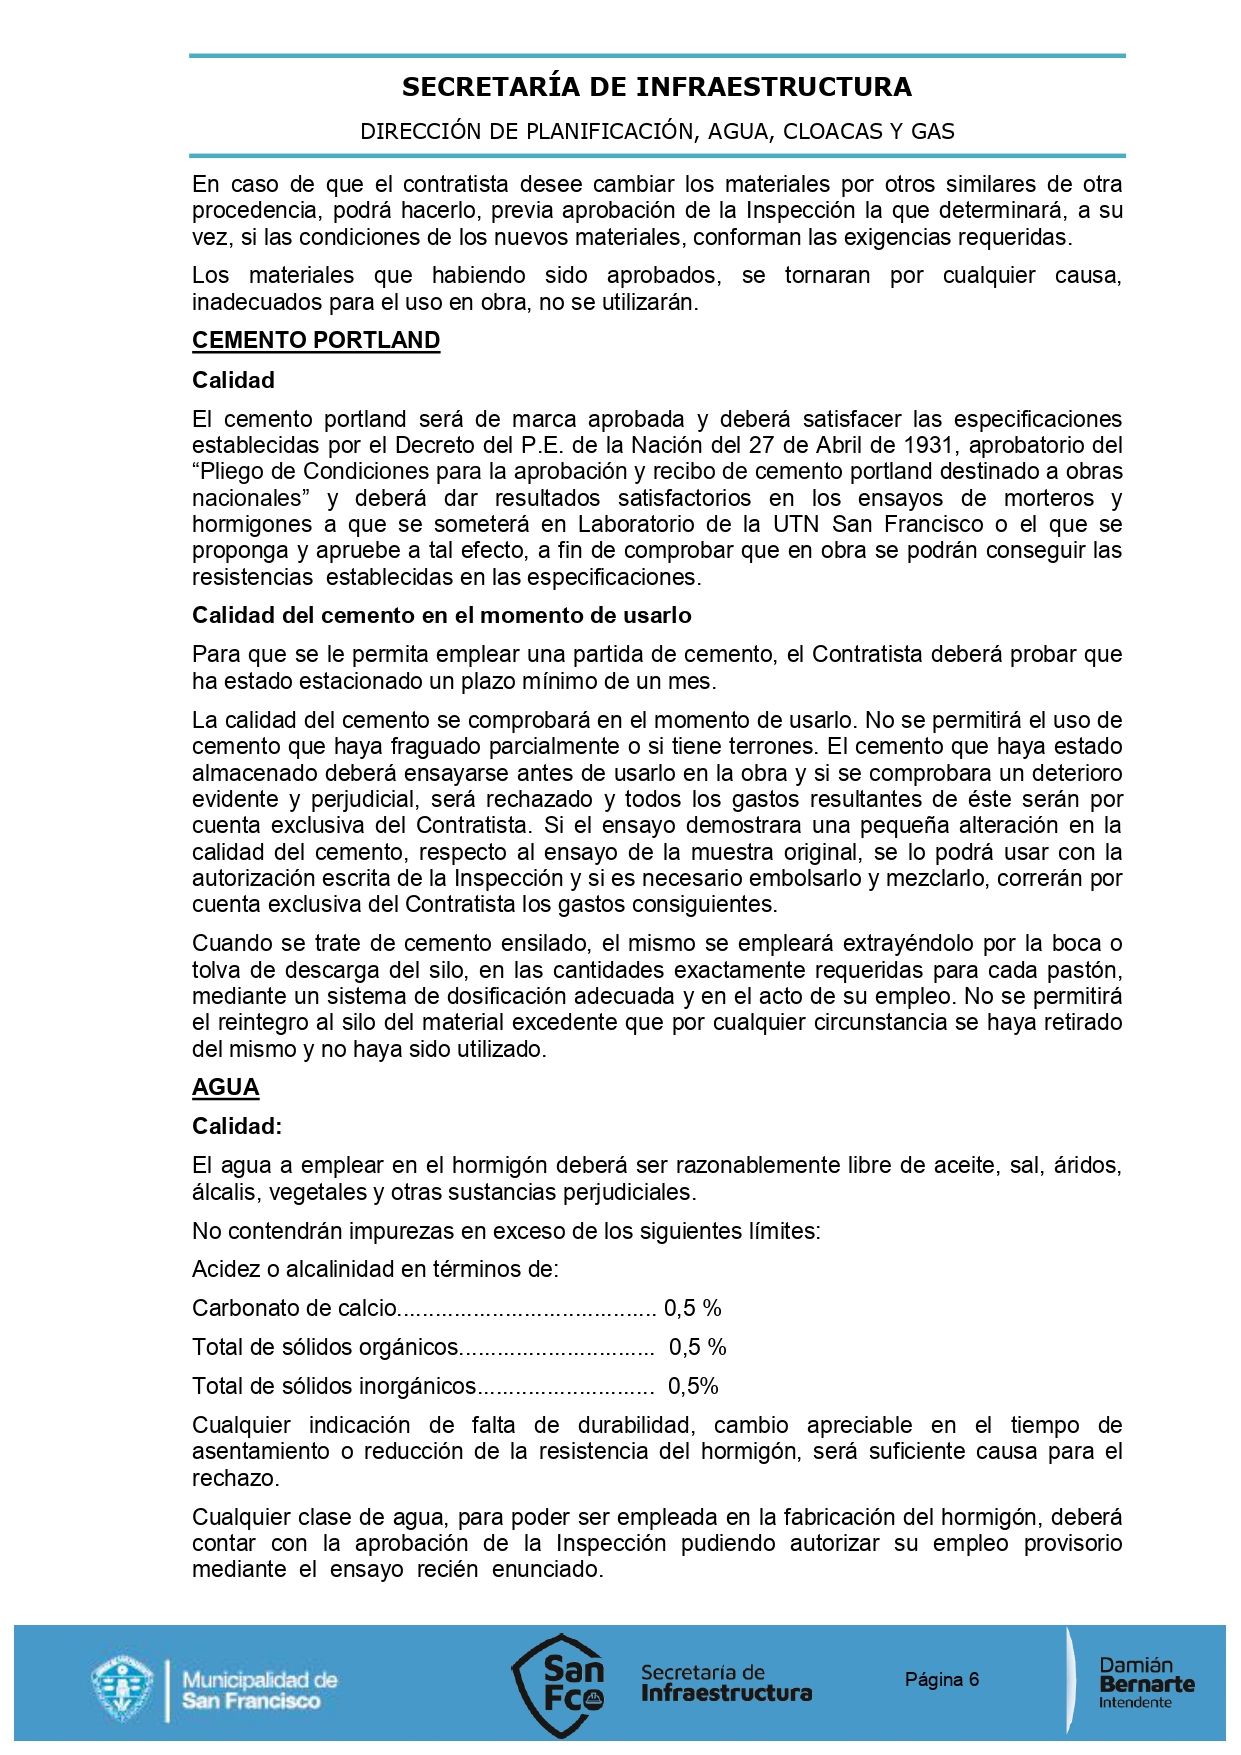 SECRETARÍA DE INFRAESTRUCTURA
DIRECCIÓN DE PLANIFICACIÓN, AGUA, CLOACAS Y GAS
En caso de que el contratista desee cambiar los materiales por otros similares de otra
procedencia, podrá hacerlo, previa aprobación de la Inspección la que determinará, a su
vez, si las condiciones de los nuevos materiales, conforman las exigencias requeridas.
Los materiales que habiendo sido aprobados, se tornaran por cualquier causa,
inadecuados para el uso en obra, no se utilizarán.
CEMENTO PORTLAND
Calidad
El cemento portland será de marca aprobada y deberá satisfacer las especificaciones
establecidas por el Decreto del P.E. de la Nación del 27 de Abril de 1931, aprobatorio del
“Pliego de Condiciones para la aprobación y recibo de cemento portland destinado a obras
nacionales” y deberá dar resultados satisfactorios en los ensayos de morteros y
hormigones a que se someterá en Laboratorio de la UTN San Francisco o el que se
proponga y apruebe a tal efecto, a fin de comprobar que en obra se podrán conseguir las
resistencias establecidas en las especificaciones.
Calidad del cemento en el momento de usarlo
Para que se le permita emplear una partida de cemento, el Contratista deberá probar que
ha estado estacionado un plazo mínimo de un mes.
La calidad del cemento se comprobará en el momento de usarlo. No se permitirá el uso de
cemento que haya fraguado parcialmente o si tiene terrones. El cemento que haya estado
almacenado deberá ensayarse antes de usarlo en la obra y si se comprobara un deterioro
evidente y perjudicial, será rechazado y todos los gastos resultantes de éste serán por
cuenta exclusiva del Contratista. Si el ensayo demostrara una pequeña alteración en la
calidad del cemento, respecto al ensayo de la muestra original, se lo podrá usar con la
autorización escrita de la Inspección y si es necesario embolsarlo y mezclarlo, correrán por
cuenta exclusiva del Contratista los gastos consiguientes.
Cuando se trate de cemento ensilado, el mismo se empleará extrayéndolo por la boca o
tolva de descarga del silo, en las cantidades exactamente requeridas para cada pastón,
mediante un sistema de dosificación adecuada y en el acto de su empleo. No se permitirá
el reintegro al silo del material excedente que por cualquier circunstancia se haya retirado
del mismo y no haya sido utilizado.
AGUA
Calidad:
El agua a emplear en el hormigón deberá ser razonablemente libre de aceite, sal, áridos,
álcalis, vegetales y otras sustancias perjudiciales.
No contendrán impurezas en exceso de los siguientes límites:
Acidez o alcalinidad en términos de:
Carbonato de calcio......................................... 0,5 %
Total de sólidos orgánicos............................... 0,5 %
Total de sólidos inorgánicos............................ 0,5%
Cualquier indicación de falta de durabilidad, cambio apreciable en el tiempo de
asentamiento o reducción de la resistencia del hormigón, será suficiente causa para el
rechazo.
Cualquier clase de agua, para poder ser empleada en la fabricación del hormigón, deberá
contar con la aprobación de la Inspección pudiendo autorizar su empleo provisorio
mediante el ensayo recién enunciado.
Municipalidad de
San Francisco
San
Fco
Secretaría de
Infraestructura
Página 6
Damián
Bernarte
Intendente